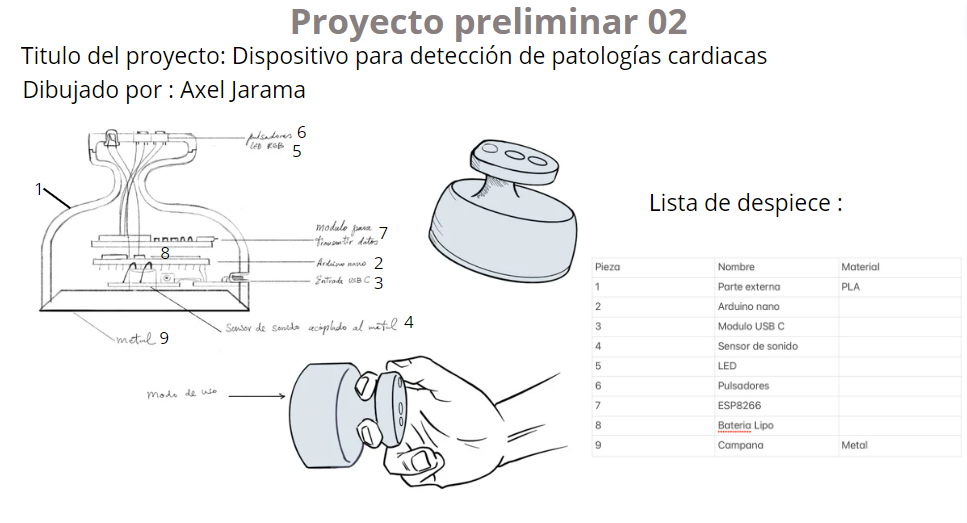 Proyecto preliminar 02
Titulo del proyecto: Dispositivo para detección de patologías cardiacas
Dibujado por : Axel Jarama
pulsadores 6
LED RGB 5
1
modulo para
transmitir datos 7
8
Arduino nano 2
Entrada USB C 3
Sensor de sonido acoplado al metal 4
metal 9
modo de uso
Lista de despiece :
Pieza Nombre Material
1 Parte externa PLA
2 Arduino nano
3 Modulo USB C
4 Sensor de sonido
5 LED
6 Pulsadores
7 ESP8266
8 Bateria Lipo
9 Campana Metal